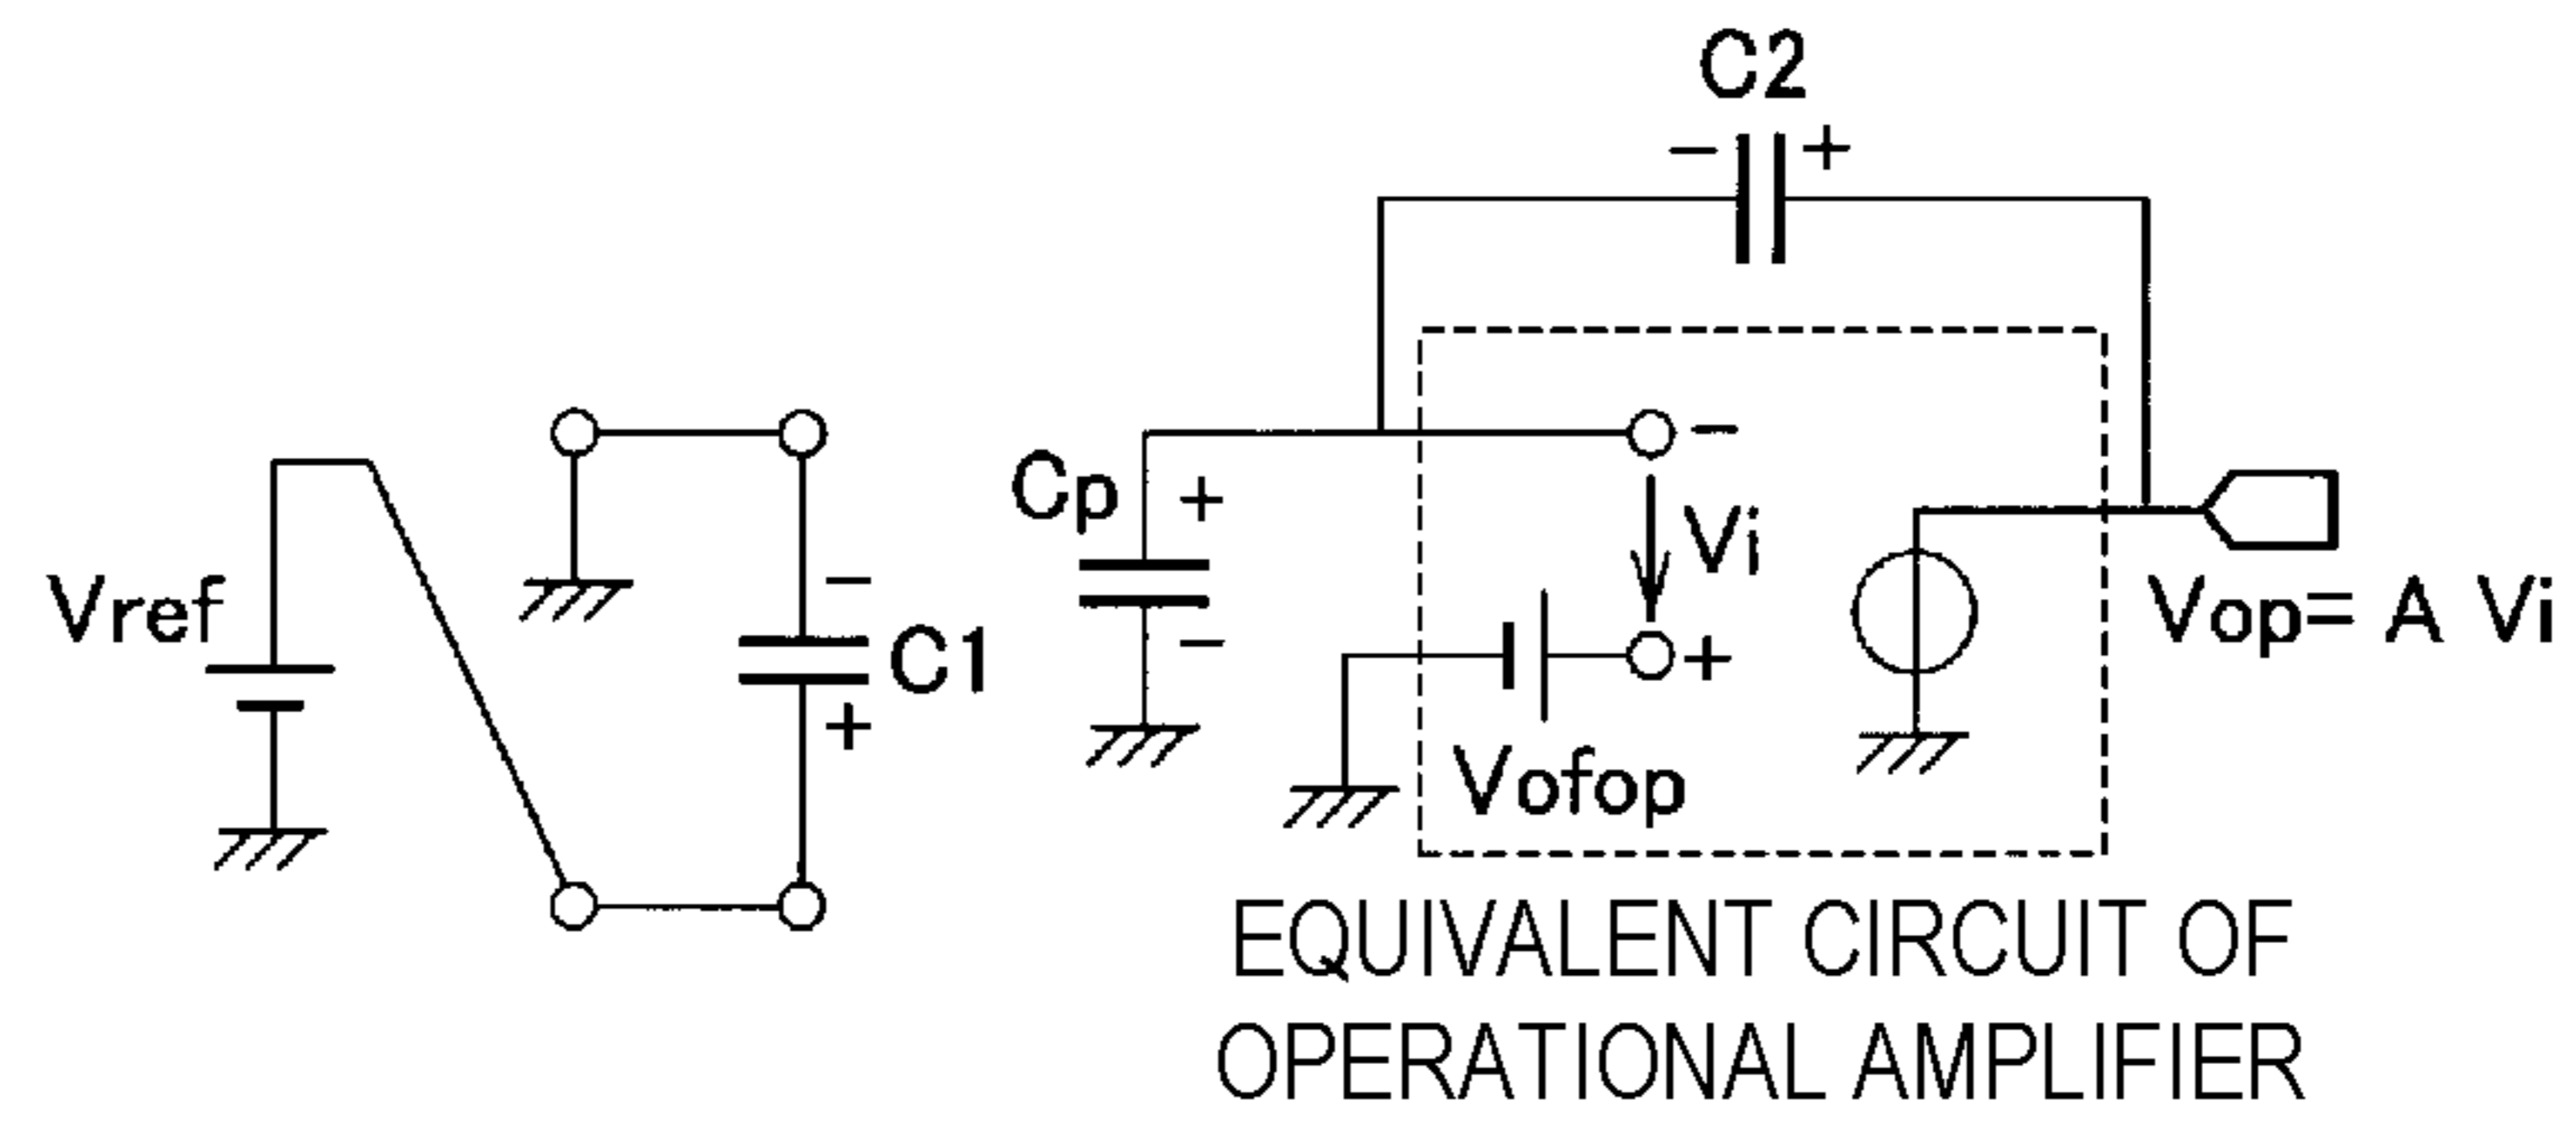 C2
− +
−
Cp + Vi
Vref − C1 − + Vop= A Vi
+
Vofop
EQUIVALENT CIRCUIT OF
OPERATIONAL AMPLIFIER